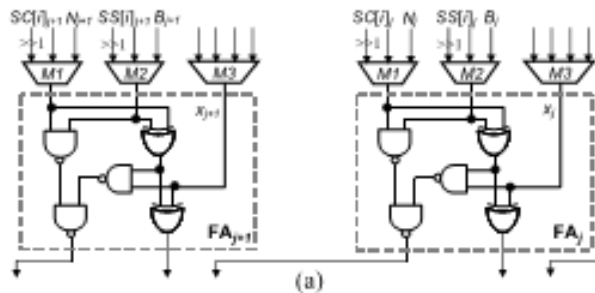 SC[i]j+1 Nj+1 SS[i]j+1 Bj+1 SC[i]j Nj SS[i]j Bj
>>1 >>1 >>1 >>1
M1 M2 M3 M1 M2 M3
xj+1 xj
FAj+1 FAj
(a)